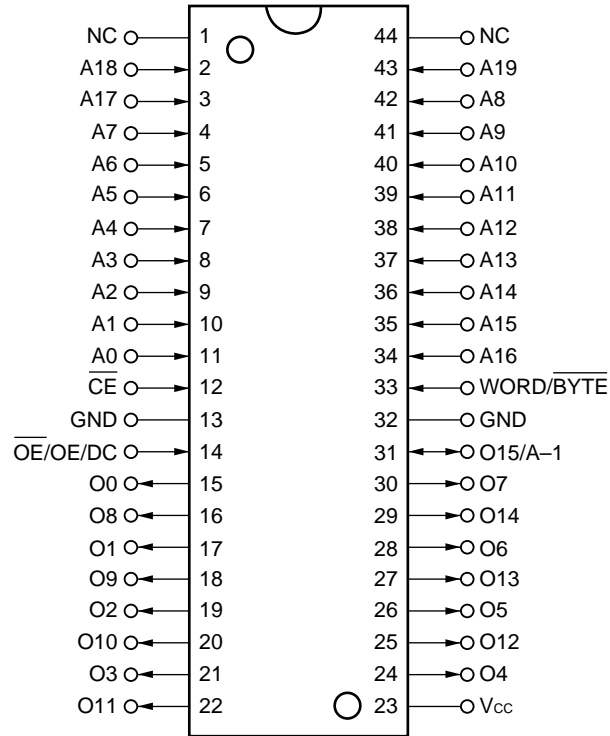 NC 1 44 NC
A18 2 43 A19
A17 3 42 A8
A7 4 41 A9
A6 5 40 A10
A5 6 39 A11
A4 7 38 A12
A3 8 37 A13
A2 9 36 A14
A1 10 35 A15
A0 11 34 A16
C̅E̅ 12 33 WORD/B̅Y̅T̅E̅
GND 13 32 GND
O̅E̅/OE/DC 14 31 O15/A–1
O0 15 30 O7
O8 16 29 O14
O1 17 28 O6
O9 18 27 O13
O2 19 26 O5
O10 20 25 O12
O3 21 24 O4
O11 22 23 Vcc